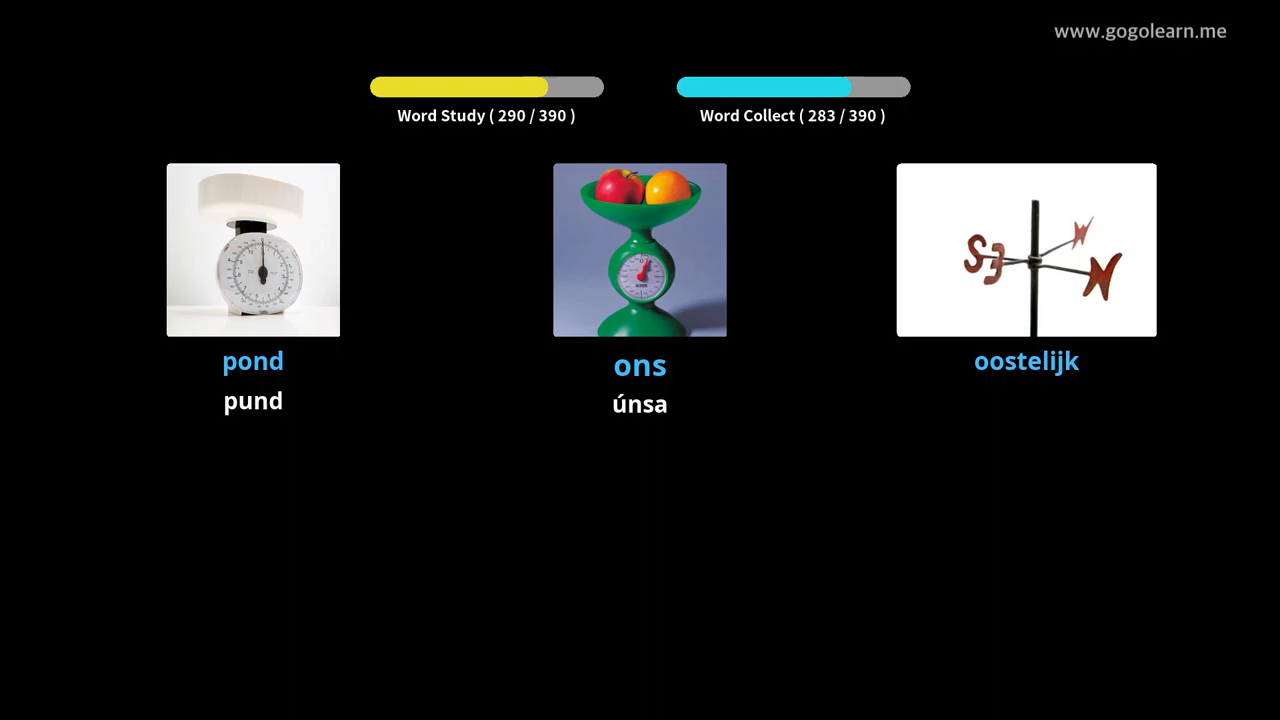 www.gogolearn.me
Word Study ( 290 / 390 )
Word Collect ( 283 / 390 )
S E N W
pond
ons
oostelijk
pund
únsa